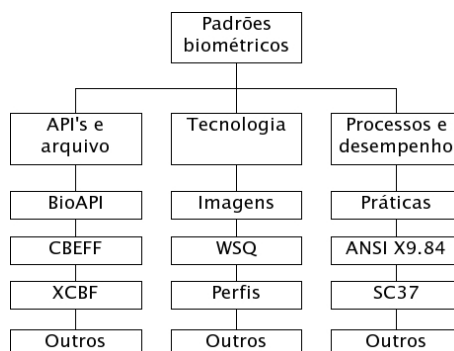 Padrões
biométricos
API's e
arquivo
Tecnologia
Processos e
desempenho
BioAPI
Imagens
Práticas
CBEFF
WSQ
ANSI X9.84
XCBF
Perfis
SC37
Outros
Outros
Outros